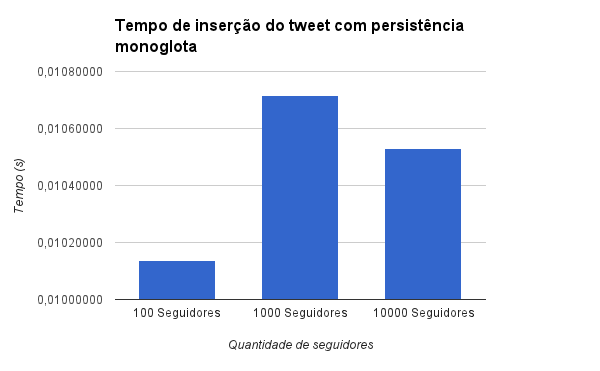 Tempo de inserção do tweet com persistência
monoglota
0,01080000
0,01060000
0,01040000
0,01020000
0,01000000
Tempo (s)
100 Seguidores
1000 Seguidores
10000 Seguidores
Quantidade de seguidores